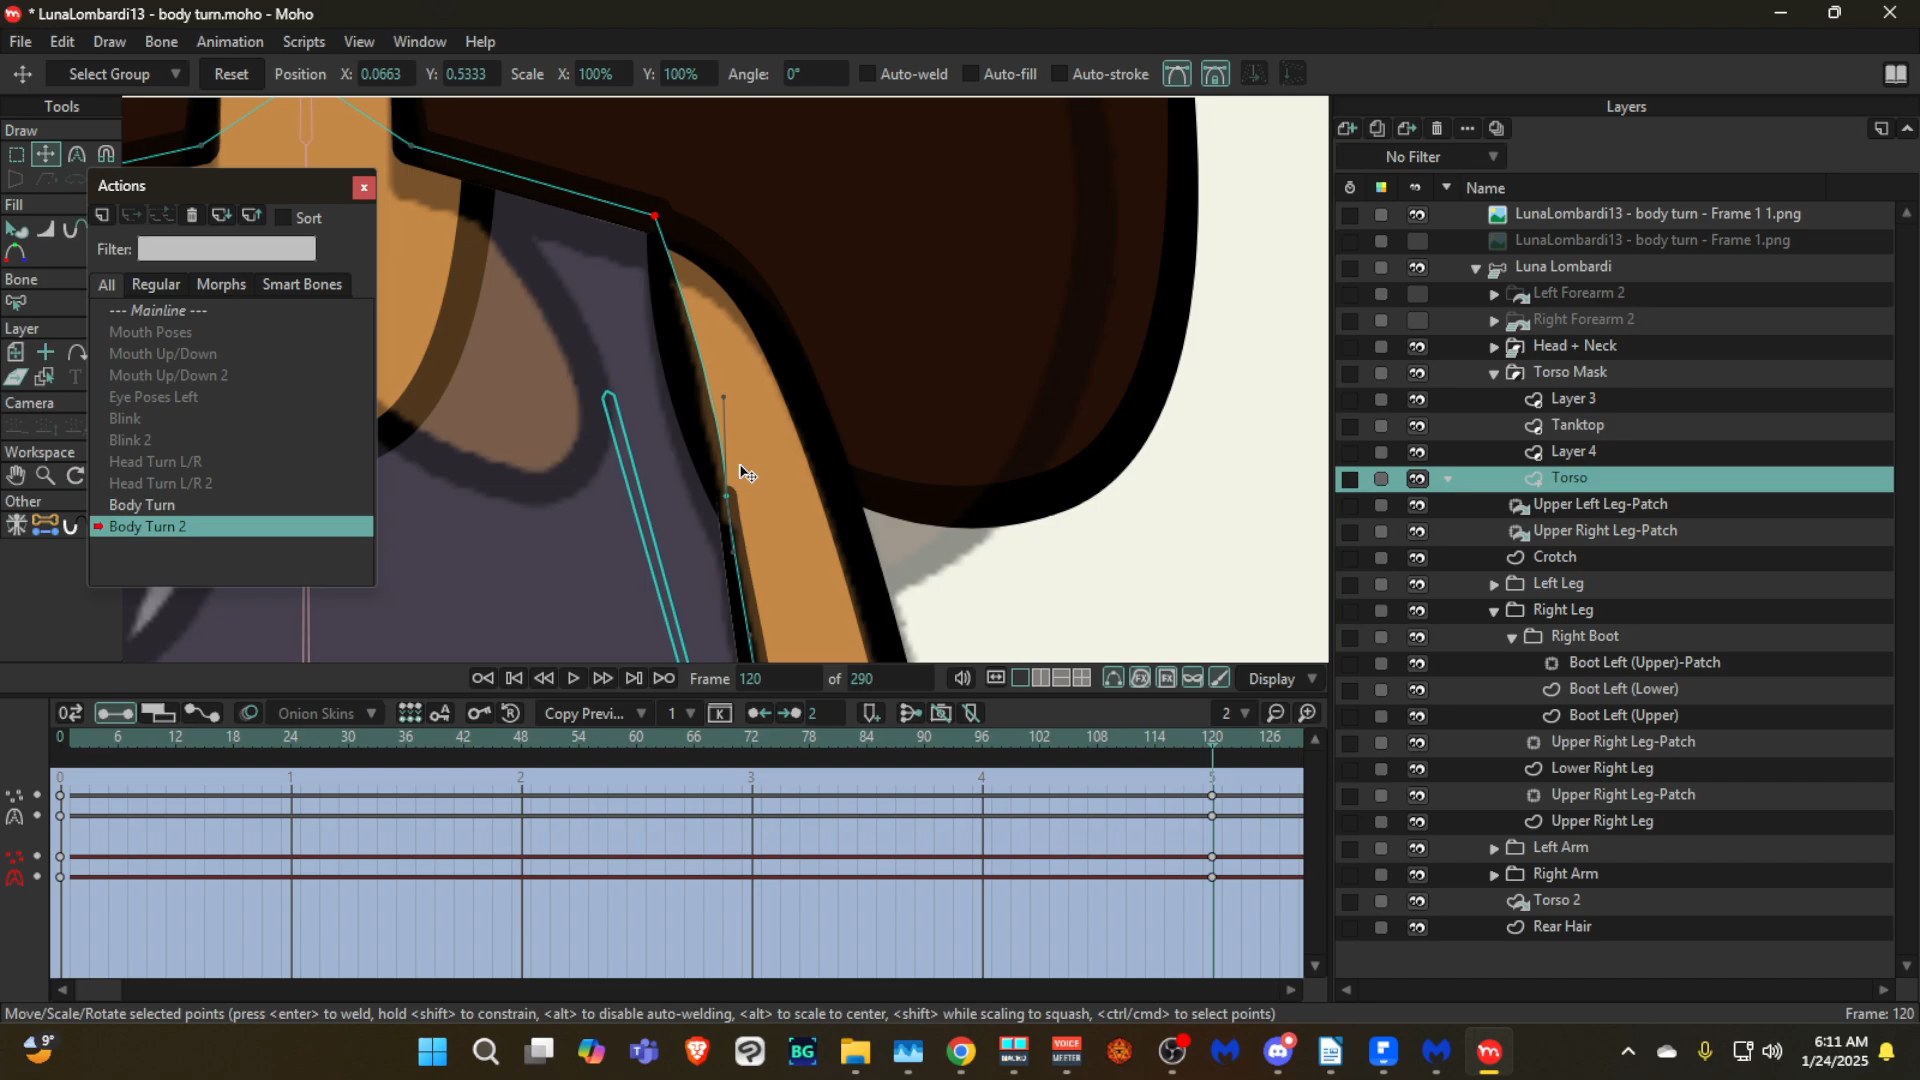 * LunaLombardi13 - body turn.moho - Moho
File Edit Draw Bone Animation Scripts View Window Help
Select Group Reset Position X: 0.0663 Y: 0.5333 Scale X: 100% Y: 100% Angle: 0° Auto-weld Auto-fill Auto-stroke
Tools
Draw
Fill
Bone
Layer
Camera
Workspace
Other
Actions
Sort
Filter:
All Regular Morphs Smart Bones
--- Mainline ---
Mouth Poses
Mouth Up/Down
Mouth Up/Down 2
Eye Poses Left
Blink
Blink 2
Head Turn L/R
Head Turn L/R 2
Body Turn
Body Turn 2
Layers
No Filter
Name
LunaLombardi13 - body turn - Frame 1 1.png
LunaLombardi13 - body turn - Frame 1.png
Luna Lombardi
Left Forearm 2
Right Forearm 2
Head + Neck
Torso Mask
Layer 3
Tanktop
Layer 4
Torso
Upper Left Leg-Patch
Upper Right Leg-Patch
Crotch
Left Leg
Right Leg
Right Boot
Boot Left (Upper)-Patch
Boot Left (Lower)
Boot Left (Upper)
Upper Right Leg-Patch
Lower Right Leg
Upper Right Leg-Patch
Upper Right Leg
Left Arm
Right Arm
Torso 2
Rear Hair
Frame 120 of 290 Display
Onion Skins Copy Previ... 1 2 2
0 6 12 18 24 30 36 42 48 54 60 66 72 78 84 90 96 102 108 114 120 126
0 1 2 3 4 5
Move/Scale/Rotate selected points (press <enter> to weld, hold <shift> to constrain, <alt> to disable auto-welding, <alt> to scale to center, <shift> while scaling to squash, <ctrl/cmd> to select points) Frame: 120
9° BG MACRO VOICE MEETER 6:11 AM
1/24/2025